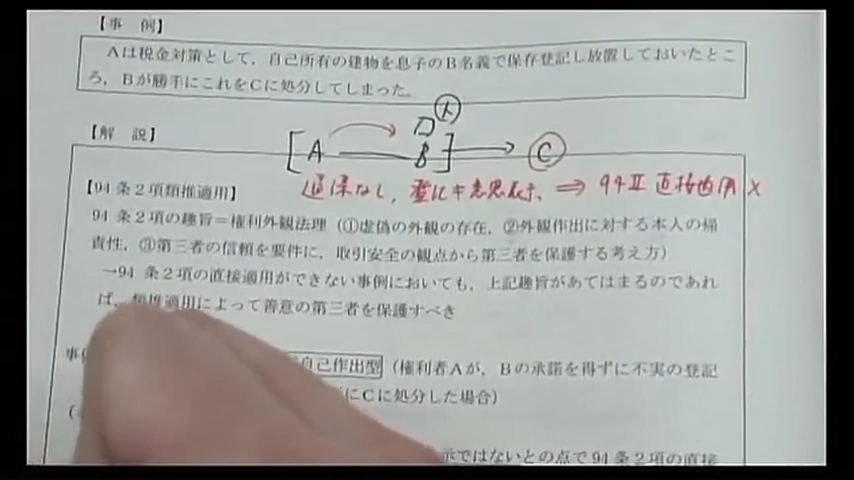 【事　例】
Aは税金対策として，自己所有の建物を息子のB名義で保存登記し放置しておいたとこ
ろ，Bが勝手にこれをCに処分してしまった。
【解　説】
[A B] C
通謀なし, 虚偽の意思表示, ⇒ 94Ⅱ 直接適用 ×
【94条2項類推適用】
94条2項の趣旨＝権利外観法理（①虚偽の外観の存在，②外観作出に対する本人の帰
責性，③第三者の信頼を要件に，取引安全の観点から第三者を保護する考え方）
→94条2項の直接適用ができない事例においても，上記趣旨があてはまるのであれ
ば，類推適用によって善意の第三者を保護すべき
事 自己作出型（権利者Aが，Bの承諾を得ずに不実の登記
にCに処分した場合）
示ではないとの点で94条2項の直接